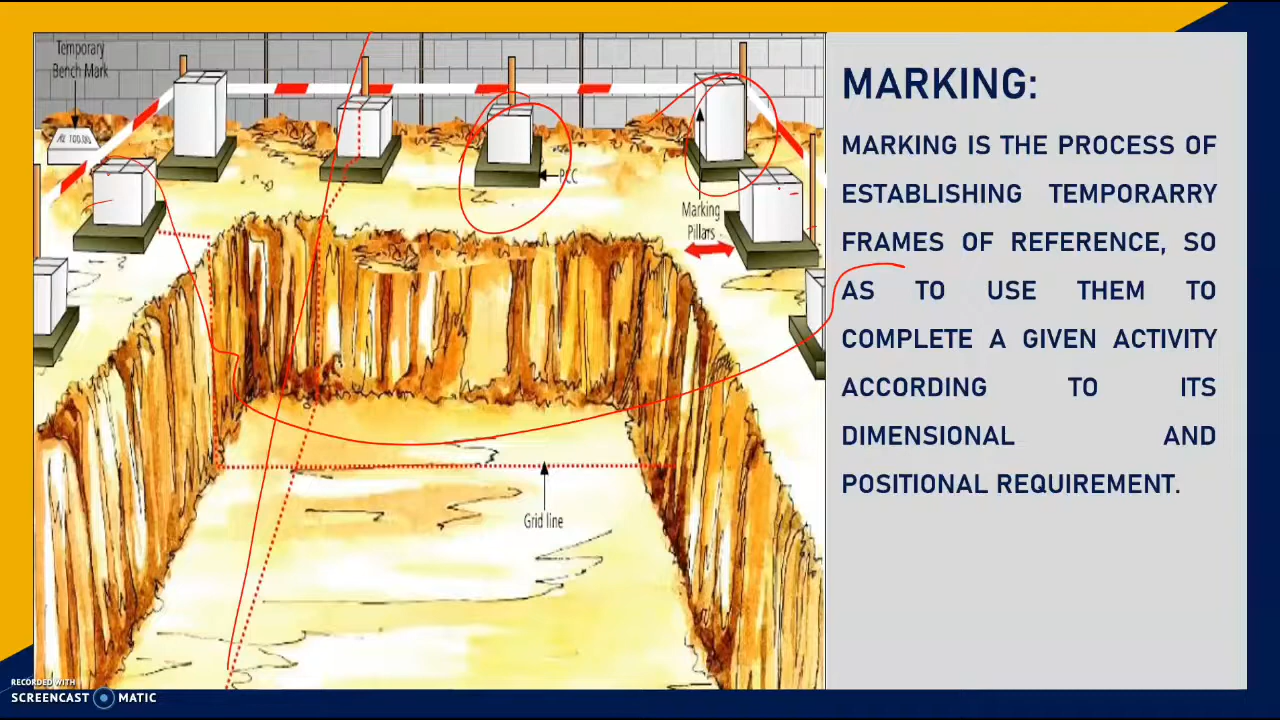 Temporary
Bench Mark
PCC
Marking
Pillars
Grid line
MARKING:
MARKING IS THE PROCESS OF
ESTABLISHING TEMPORARRY
FRAMES OF REFERENCE, SO
AS TO USE THEM TO
COMPLETE A GIVEN ACTIVITY
ACCORDING TO ITS
DIMENSIONAL AND
POSITIONAL REQUIREMENT.
RECORDED WITH
SCREENCAST MATIC